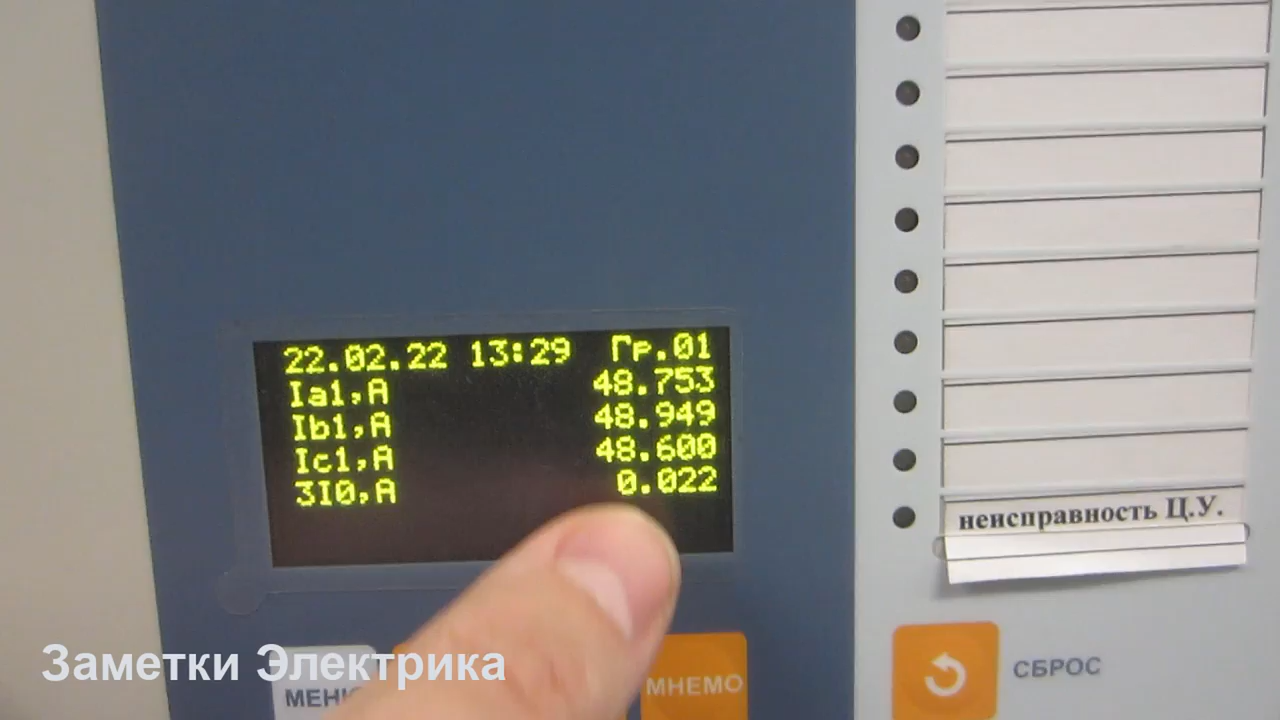 22.02.22 13:29 Гр.01
Ia1,A 48.753
Ib1,A 48.949
Ic1,A 48.600
3I0,A 0.022
неисправность Ц.У.
СБРОС
МНЕМО
Заметки Электрика